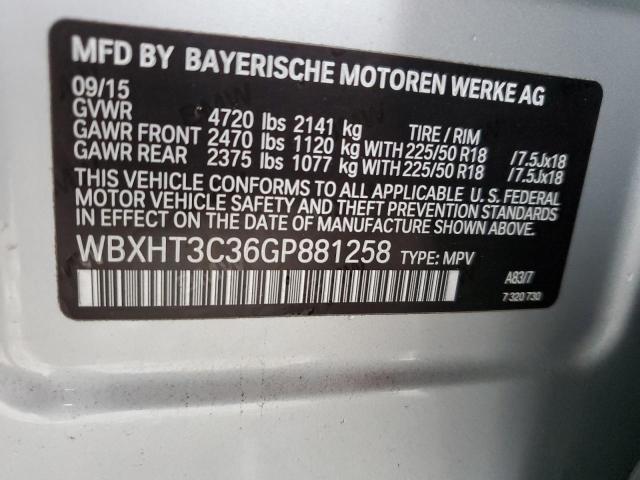 MFD BY BAYERISCHE MOTOREN WERKE AG
09/15
GVWR 4720 lbs 2141 kg TIRE / RIM
GAWR FRONT 2470 lbs 1120 kg WITH 225/50 R18 /7.5Jx18
GAWR REAR 2375 lbs 1077 kg WITH 225/50 R18 /7.5Jx18
THIS VEHICLE CONFORMS TO ALL APPLICABLE U.S. FEDERAL
MOTOR VEHICLE SAFETY AND THEFT PREVENTION STANDARDS
IN EFFECT ON THE DATE OF MANUFACTURE SHOWN ABOVE.
WBXHT3C36GP881258 TYPE: MPV
A83/7
7 320 730